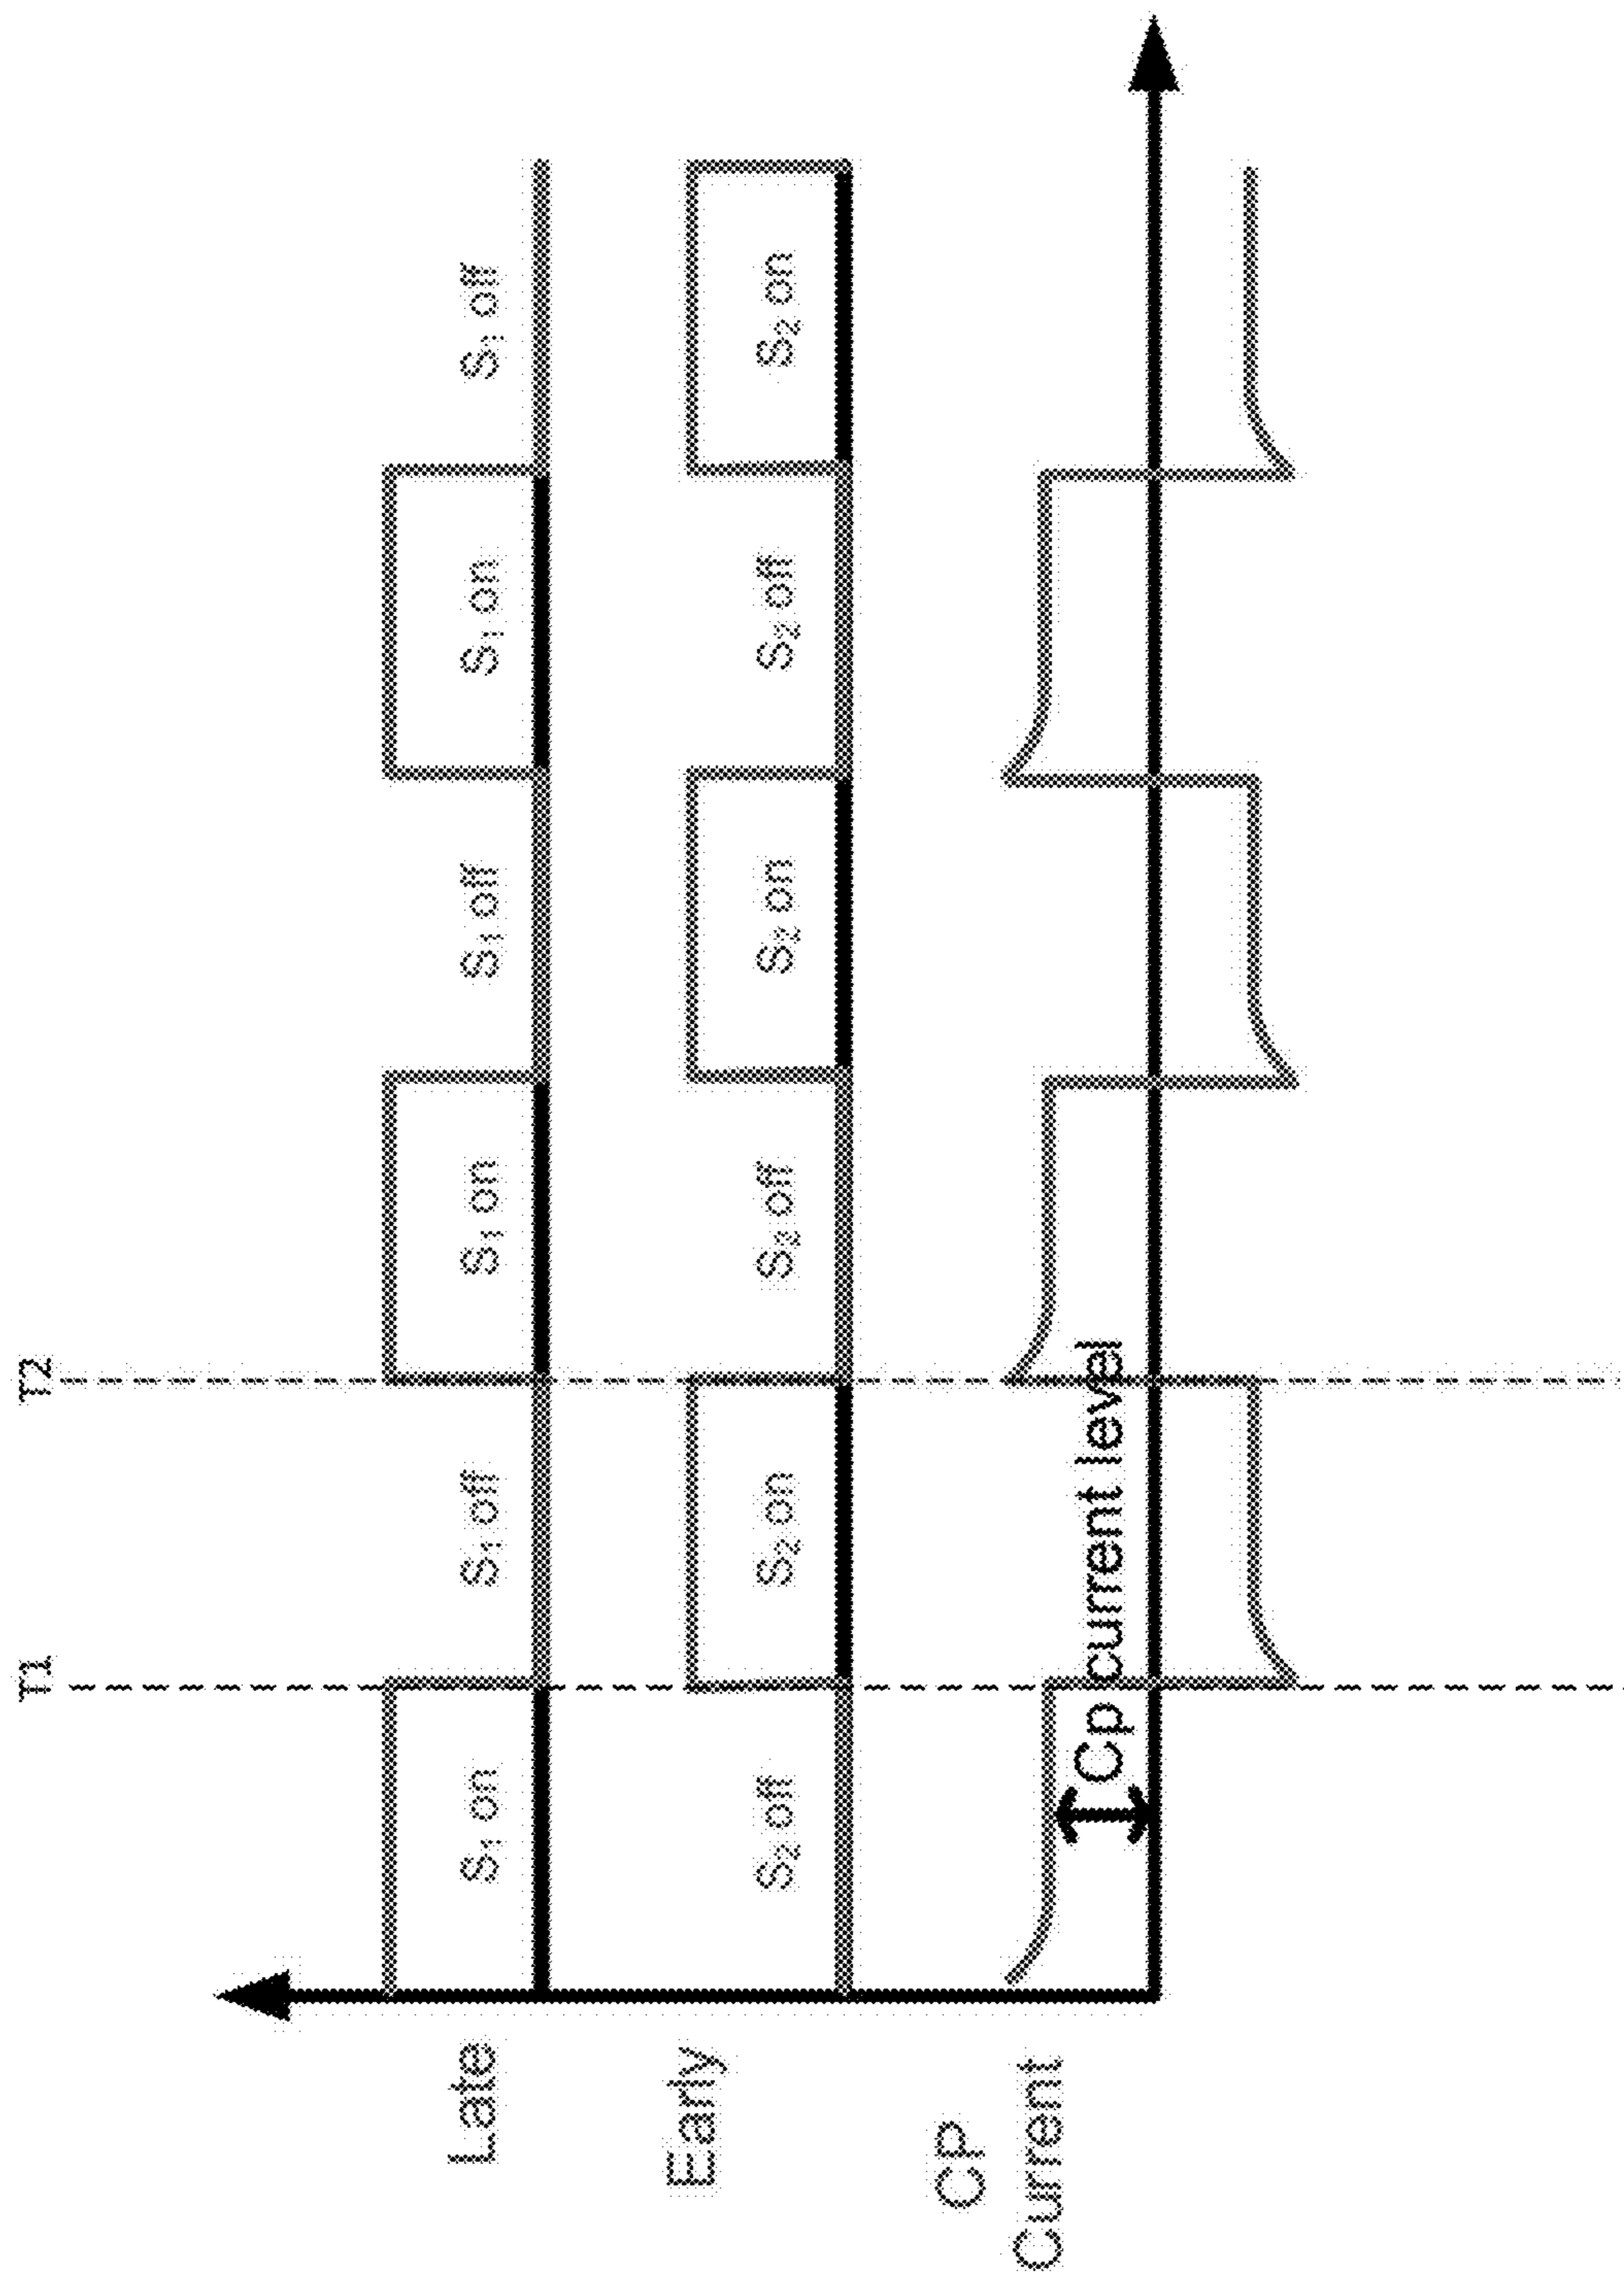 T1 T2
Late
S₁ on S₁ off S₁ on S₁ off S₁ on S₁ off
Early
S₂ off S₂ on S₂ off S₂ on S₂ off S₂ on
CP
Current
Cp current level